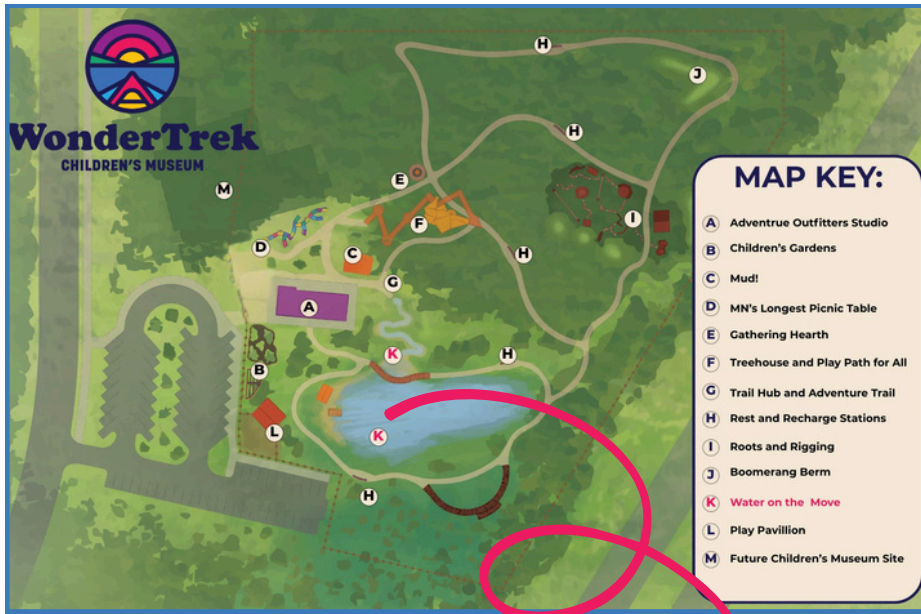 WonderTrek
CHILDREN'S MUSEUM
H
J
H
M
E
I
F
D
H
C
G
A
K
H
B
K
L
H
MAP KEY:
A Adventrue Outfitters Studio
B Children's Gardens
C Mud!
D MN's Longest Picnic Table
E Gathering Hearth
F Treehouse and Play Path for All
G Trail Hub and Adventure Trail
H Rest and Recharge Stations
I Roots and Rigging
J Boomerang Berm
K Water on the Move
L Play Pavillion
M Future Children's Museum Site